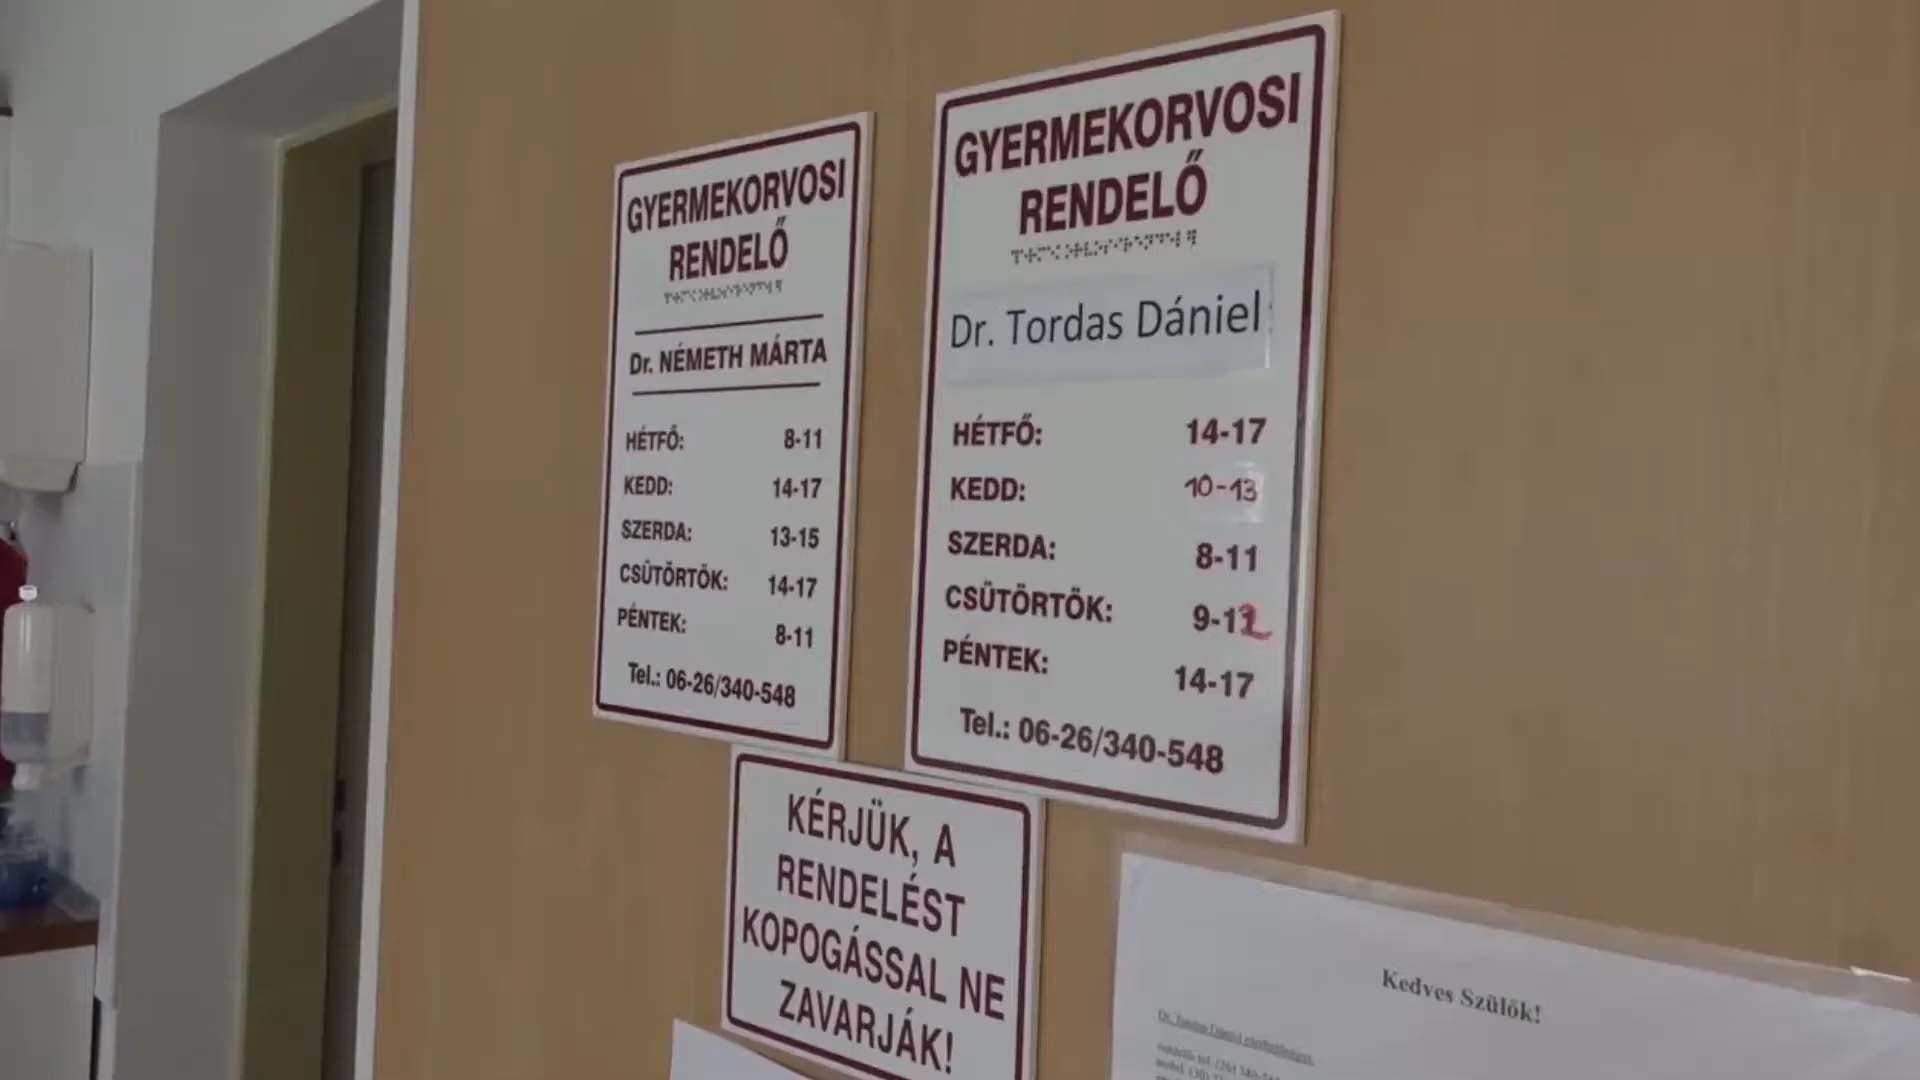 GYERMEKORVOSI
RENDELŐ
Dr. NÉMETH MÁRTA
HÉTFŐ: 8-11
KEDD: 14-17
SZERDA: 13-15
CSÜTÖRTÖK: 14-17
PÉNTEK: 8-11
Tel.: 06-26/340-548
GYERMEKORVOSI
RENDELŐ
Dr. Tordas Dániel
HÉTFŐ: 14-17
KEDD: 10-13
SZERDA: 8-11
CSÜTÖRTÖK: 9-12
PÉNTEK: 14-17
Tel.: 06-26/340-548
KÉRJÜK, A
RENDELÉST
KOPOGÁSSAL NE
ZAVARJÁK!
Kedves Szülők!
Dr. Tordas Dániel